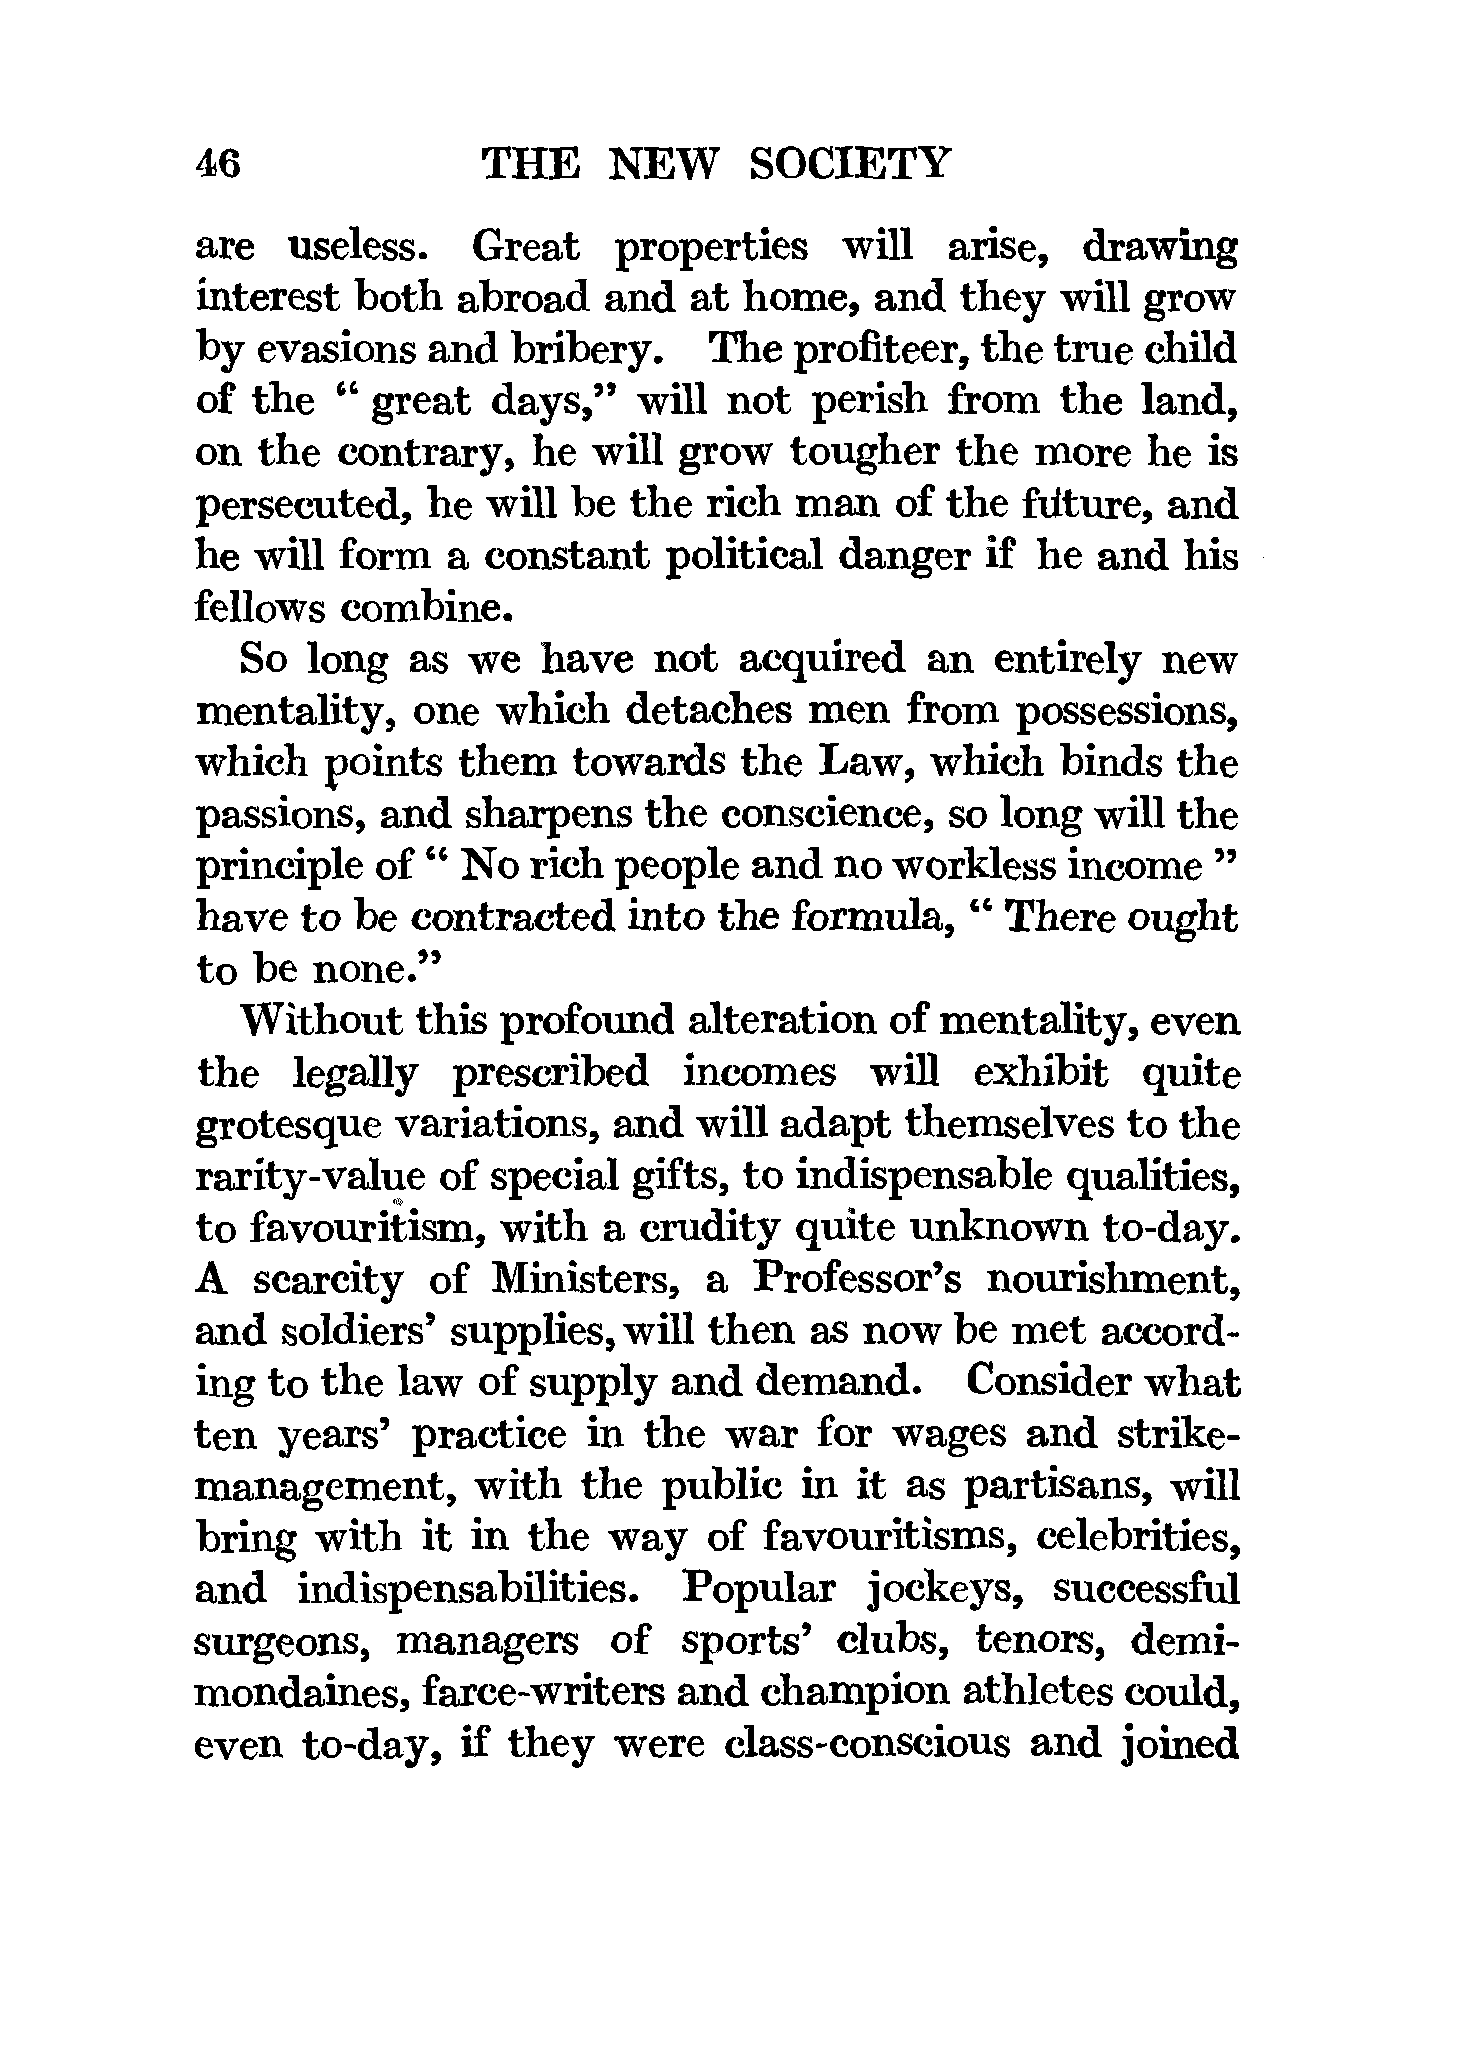 46 THE NEW SOCIETY
are useless. Great properties will arise, drawing
interest both abroad and at home, and they will grow
by evasions and bribery. The profiteer, the true child
of the “ great days,” will not perish from the land,
on the contrary, he will grow tougher the more he is
persecuted, he will be the rich man of the future, and
he will form a constant political danger if he and his
fellows combine.
So long as we have not acquired an entirely new
mentality, one which detaches men from possessions,
which points them towards the Law, which binds the
passions, and sharpens the conscience, so long will the
principle of “ No rich people and no workless income ”
have to be contracted into the formula, “ There ought
to be none.”
Without this profound alteration of mentality, even
the legally prescribed incomes will exhibit quite
grotesque variations, and will adapt themselves to the
rarity-value of special gifts, to indispensable qualities,
to favouritism, with a crudity quite unknown to-day.
A scarcity of Ministers, a Professor’s nourishment,
and soldiers’ supplies, will then as now be met accord-
ing to the law of supply and demand. Consider what
ten years’ practice in the war for wages and strike-
management, with the public in it as partisans, will
bring with it in the way of favouritisms, celebrities,
and indispensabilities. Popular jockeys, successful
surgeons, managers of sports’ clubs, tenors, demi-
mondaines, farce-writers and champion athletes could,
even to-day, if they were class-conscious and joined